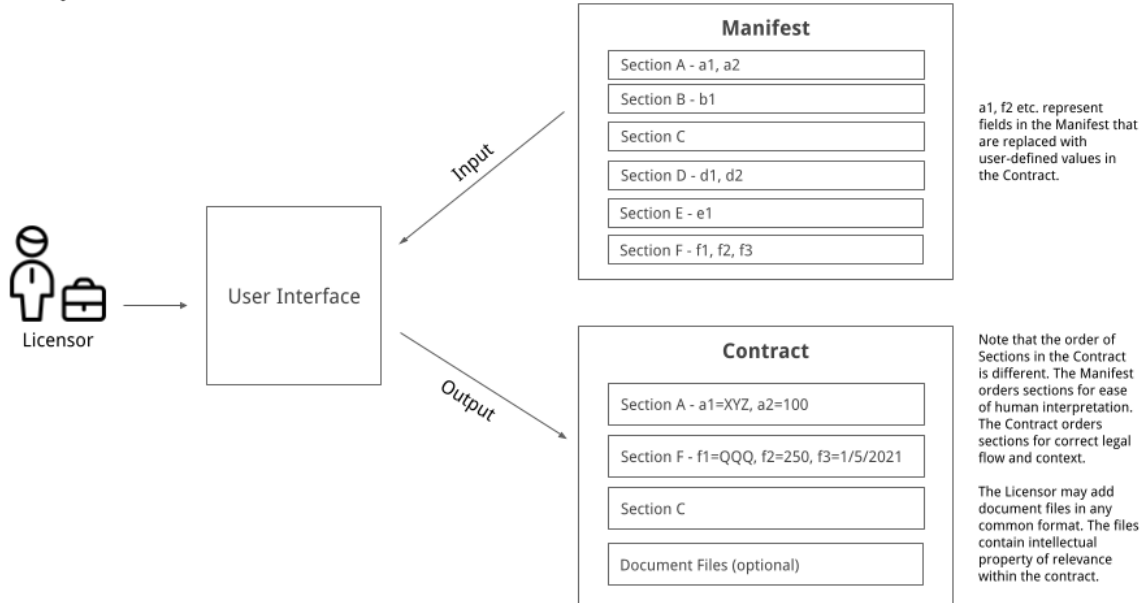 Manifest
Section A - a1, a2
Section B - b1
Section C
Section D - d1, d2
Section E - e1
Section F - f1, f2, f3
a1, f2 etc. represent
fields in the Manifest that
are replaced with
user-defined values in
the Contract.
Input
User Interface
Licensor
Output
Contract
Section A - a1=XYZ, a2=100
Section F - f1=QQQ, f2=250, f3=1/5/2021
Section C
Document Files (optional)
Note that the order of
Sections in the Contract
is different. The Manifest
orders sections for ease
of human interpretation.
The Contract orders
sections for correct legal
flow and context.
The Licensor may add
document files in any
common format. The files
contain intellectual
property of relevance
within the contract.